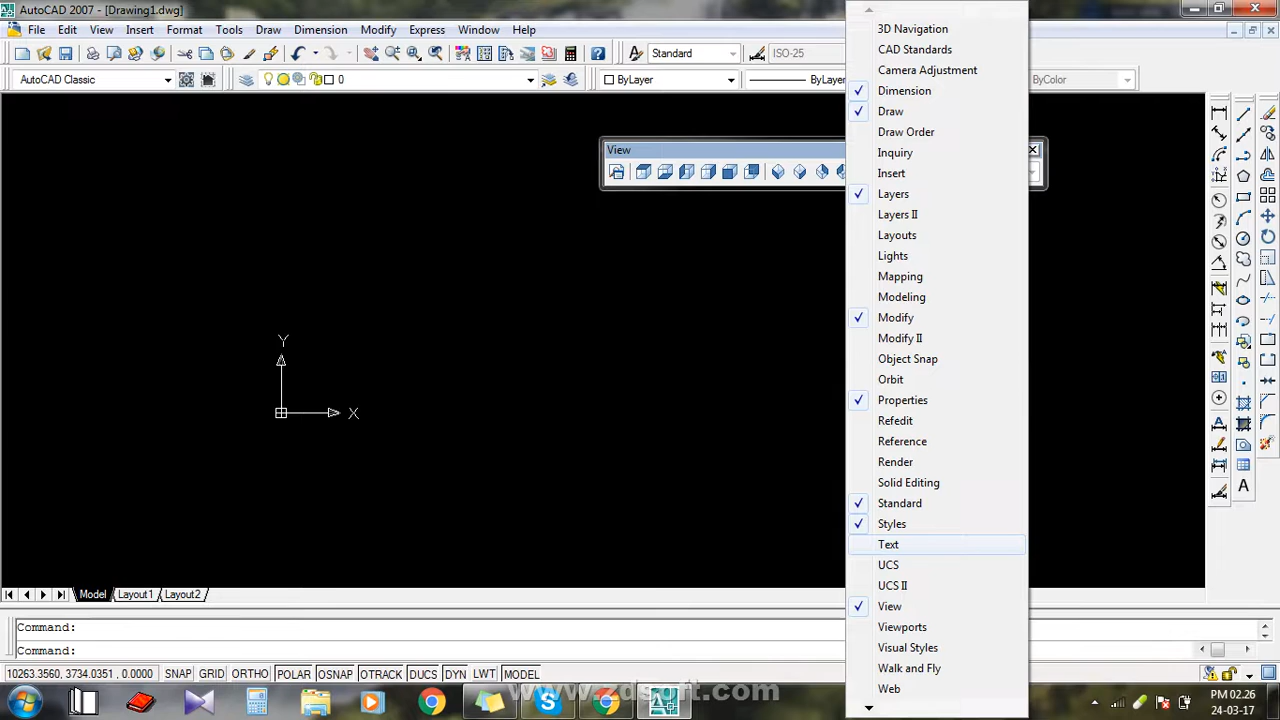 AutoCAD 2007 - [Drawing1.dwg]
File Edit View Insert Format Tools Draw Dimension Modify Express Window Help
Standard ISO-25
AutoCAD Classic 0 ByLayer ByLayer ByColor
View
3D Navigation
CAD Standards
Camera Adjustment
Dimension
Draw
Draw Order
Inquiry
Insert
Layers
Layers II
Layouts
Lights
Mapping
Modeling
Modify
Modify II
Object Snap
Orbit
Properties
Refedit
Reference
Render
Solid Editing
Standard
Styles
Text
UCS
UCS II
View
Viewports
Visual Styles
Walk and Fly
Web
Y
X
A
Model Layout1 Layout2
Command:
Command:
10263.3560, 3734.0351, 0.0000 SNAP GRID ORTHO POLAR OSNAP OTRACK DUCS DYN LWT MODEL
www.zdsoft.com
PM 02.26
24-03-17